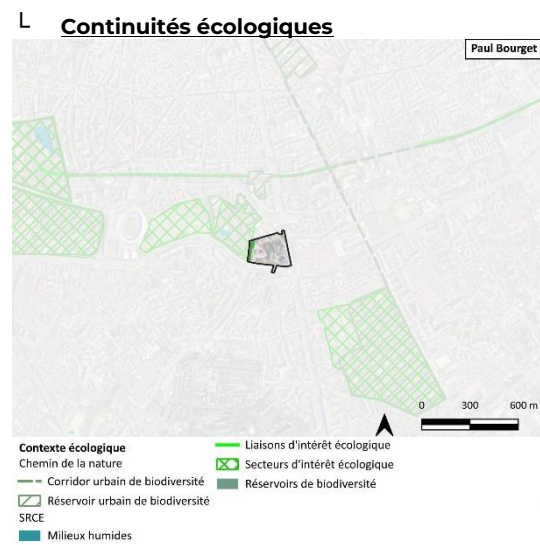 L
Continuités écologiques
Paul Bourget
0 300 600 m
Contexte écologique
Chemin de la nature
Corridor urbain de biodiversité
Réservoir urbain de biodiversité
SRCE
Milieux humides
Liaisons d'intérêt écologique
Secteurs d'intérêt écologique
Réservoirs de biodiversité